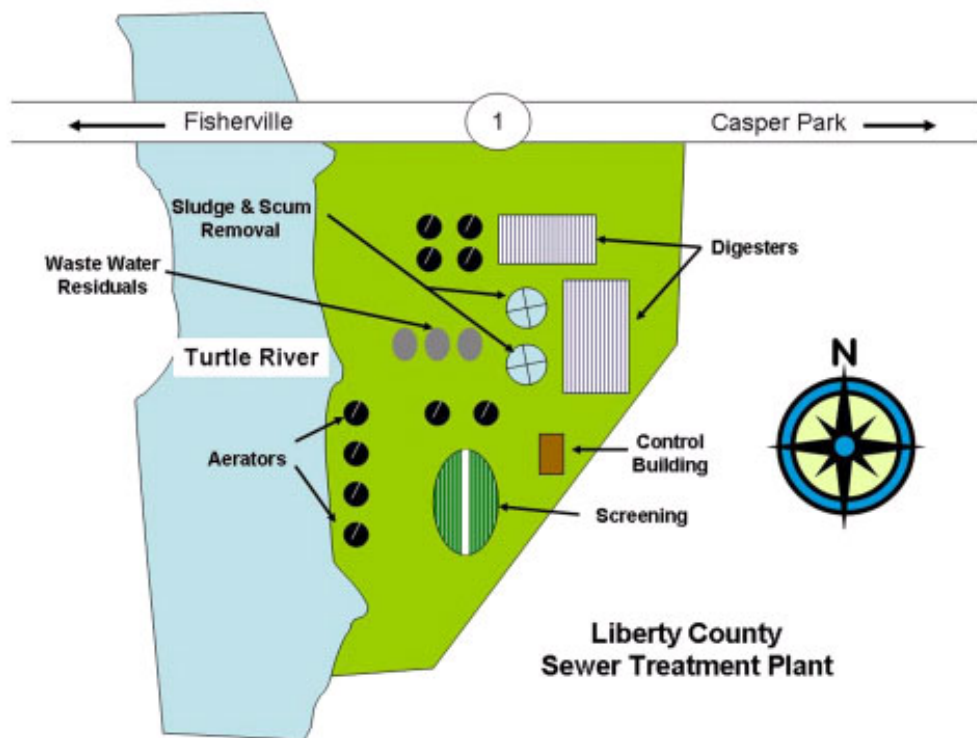 Fisherville
1
Casper Park
Sludge & Scum
Removal
Digesters
Waste Water
Residuals
Turtle River
N
Aerators
Control
Building
Screening
Liberty County
Sewer Treatment Plant